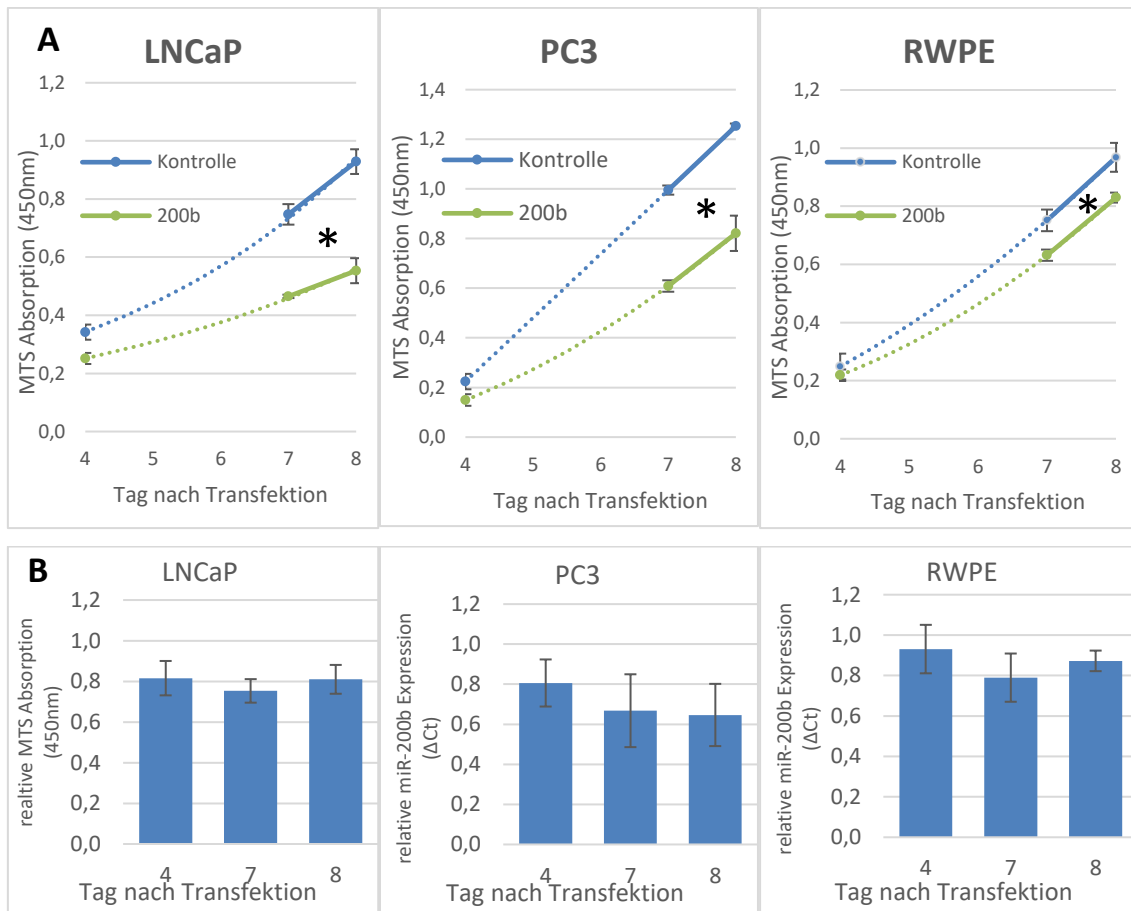 A
LNCaP
MTS Absorption (450nm)
1,2
1,0
0,8
0,6
0,4
0,2
0,0
Kontrolle
200b
*
4 5 6 7 8
Tag nach Transfektion
PC3
MTS Absorption (450nm)
1,4
1,2
1,0
0,8
0,6
0,4
0,2
0,0
Kontrolle
200b
*
4 5 6 7 8
Tag nach Transfektion
RWPE
MTS Absorption (450nm)
1,2
1,0
0,8
0,6
0,4
0,2
0,0
Kontrolle
200b
*
4 5 6 7 8
Tag nach Transfektion
B
LNCaP
realtive MTS Absorption
(450nm)
1,2
1,0
0,8
0,6
0,4
0,2
0,0
4 7 8
Tag nach Transfektion
PC3
relative miR-200b Expression
(ΔCt)
1,2
1,0
0,8
0,6
0,4
0,2
0,0
4 7 8
Tag nach Transfektion
RWPE
relative miR-200b Expression
(ΔCt)
1,2
1,0
0,8
0,6
0,4
0,2
0,0
4 7 8
Tag nach Transfektion